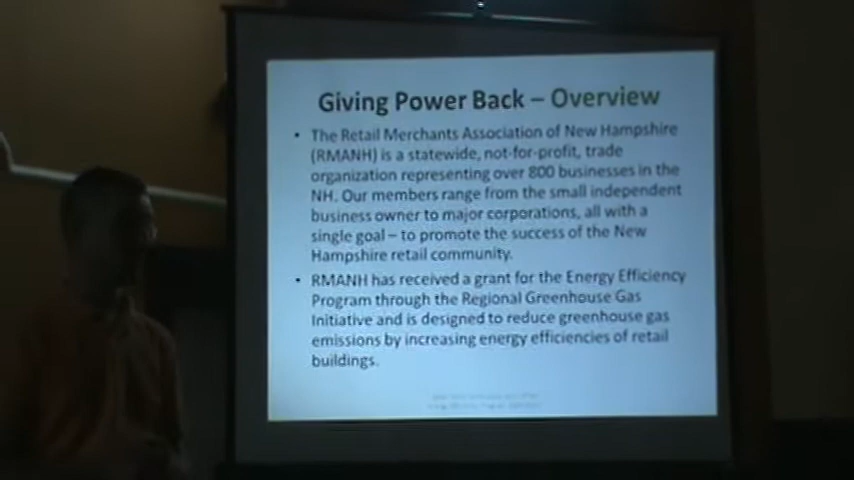 Giving Power Back – Overview
• The Retail Merchants Association of New Hampshire
(RMANH) is a statewide, not-for-profit, trade
organization representing over 800 businesses in the
NH. Our members range from the small independent
business owner to major corporations, all with a
single goal – to promote the success of the New
Hampshire retail community.
• RMANH has received a grant for the Energy Efficiency
Program through the Regional Greenhouse Gas
Initiative and is designed to reduce greenhouse gas
emissions by increasing energy efficiencies of retail
buildings.